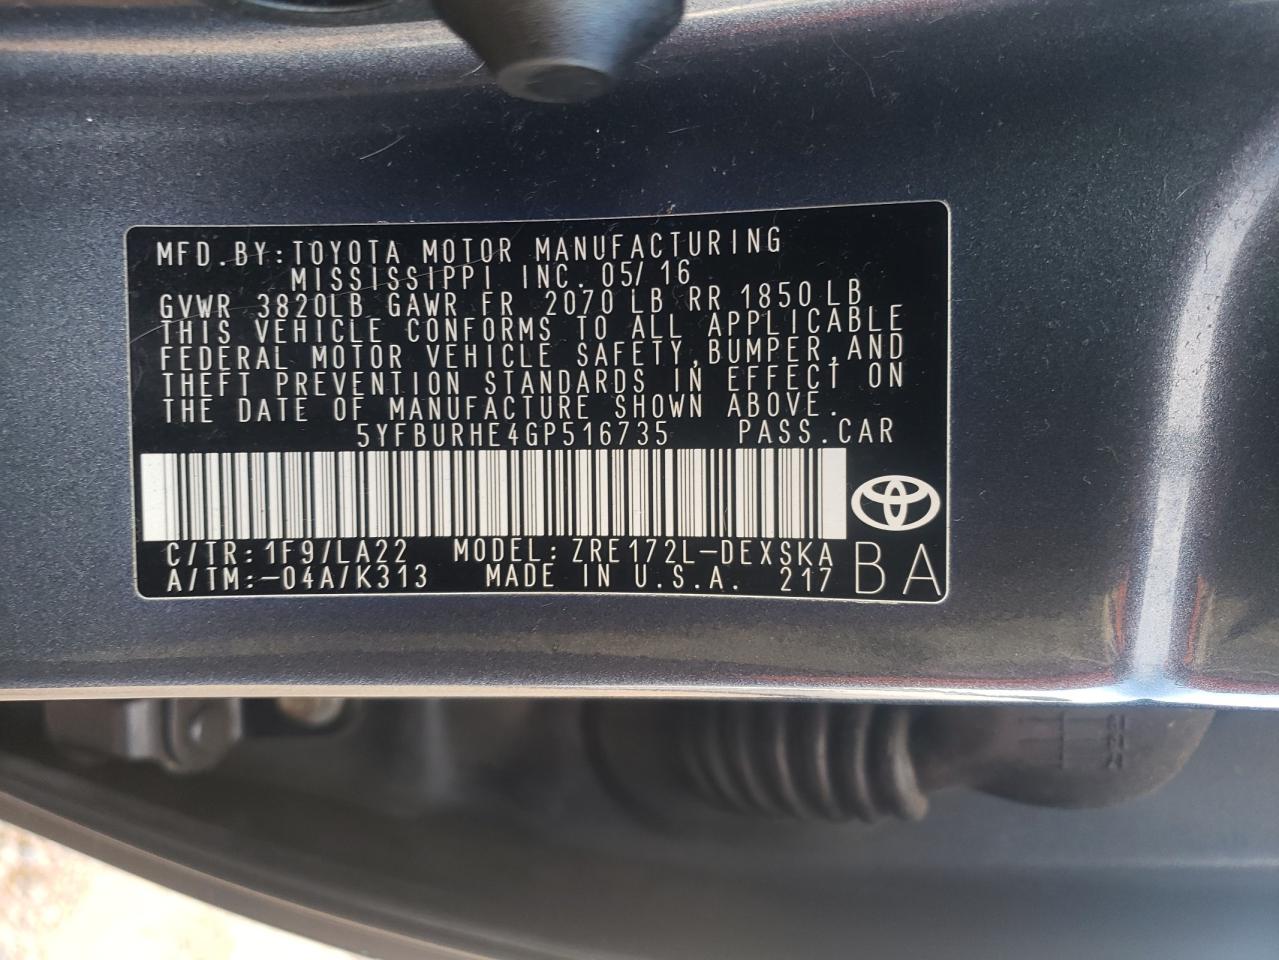 MFD.BY:TOYOTA MOTOR MANUFACTURING
MISSISSIPPI INC. 05/16
GVWR 3820LB GAWR FR 2070 LB RR 1850 LB
THIS VEHICLE CONFORMS TO ALL APPLICABLE
FEDERAL MOTOR VEHICLE SAFETY,BUMPER,AND
THEFT PREVENTION STANDARDS IN EFFECT ON
THE DATE OF MANUFACTURE SHOWN ABOVE.
5YFBURHE4GP516735 PASS.CAR
C/TR:1F9/LA22 MODEL:ZRE172L-DEXSKA
A/TM:-04A/K313 MADE IN U.S.A. 217
BA